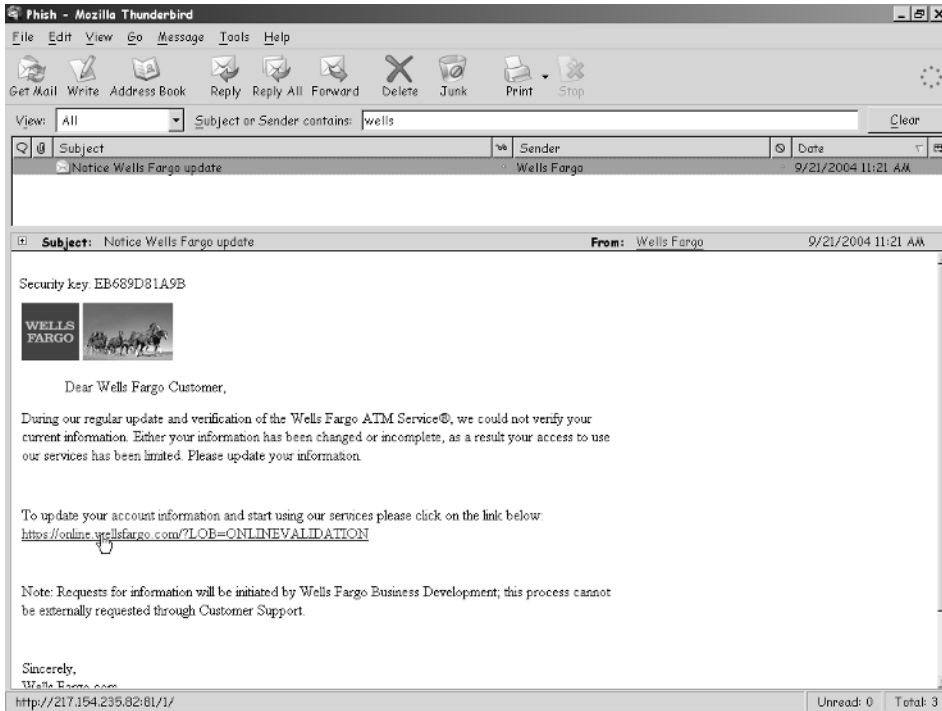 Phish - Mozilla Thunderbird
File Edit View Go Message Tools Help
Get Mail Write Address Book Reply Reply All Forward Delete Junk Print Stop
View: All Subject or Sender contains: wells Clear
Subject Sender Date
Notice Wells Fargo update Wells Fargo 9/21/2004 11:21 AM
Subject: Notice Wells Fargo update From: Wells Fargo 9/21/2004 11:21 AM
Security key: EB689D81A9B
WELLS
FARGO
Dear Wells Fargo Customer,
During our regular update and verification of the Wells Fargo ATM Service®, we could not verify your
current information. Either your information has been changed or incomplete, as a result your access to use
our services has been limited. Please update your information.
To update your account information and start using our services please click on the link below:
https://online.wellsfargo.com/?LOB=ONLINEVALIDATION
Note: Requests for information will be initiated by Wells Fargo Business Development; this process cannot
be externally requested through Customer Support.
Sincerely,
Wells Fargo.com
http://217.154.235.82:81/1/ Unread: 0 Total: 3